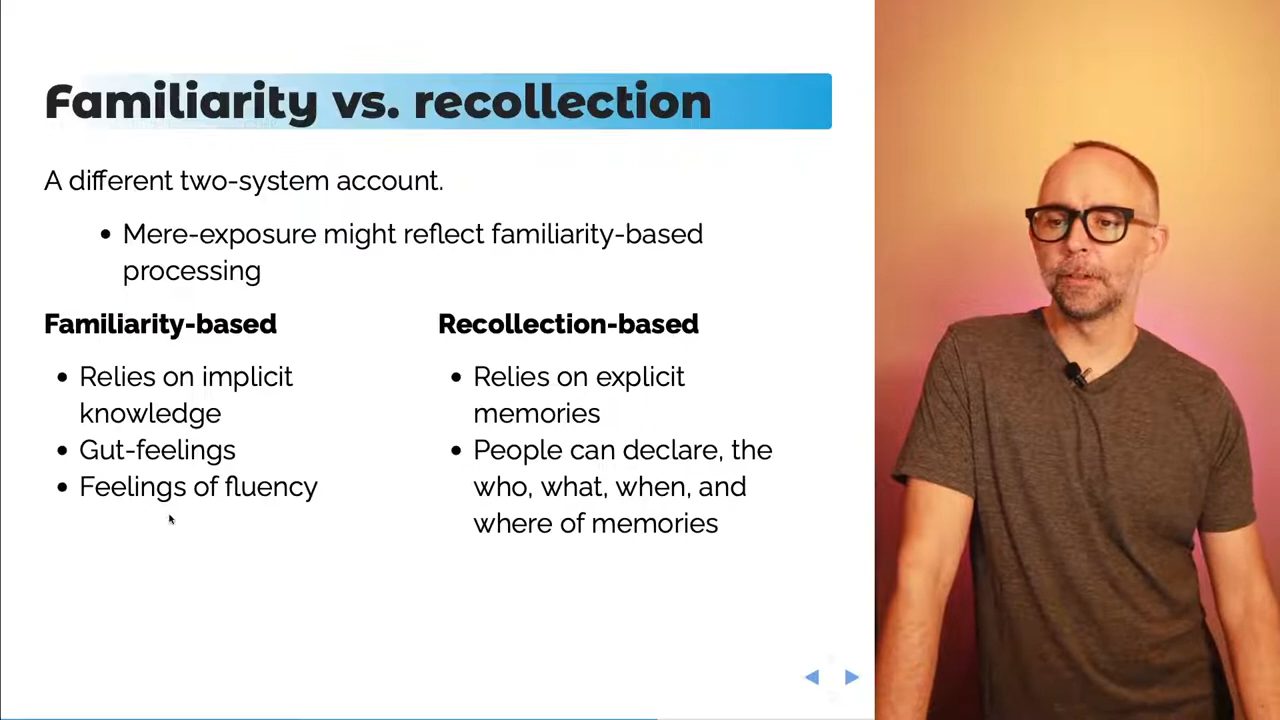 Familiarity vs. recollection
A different two-system account.
• Mere-exposure might reflect familiarity-based
processing
Familiarity-based
• Relies on implicit
knowledge
• Gut-feelings
• Feelings of fluency
Recollection-based
• Relies on explicit
memories
• People can declare, the
who, what, when, and
where of memories